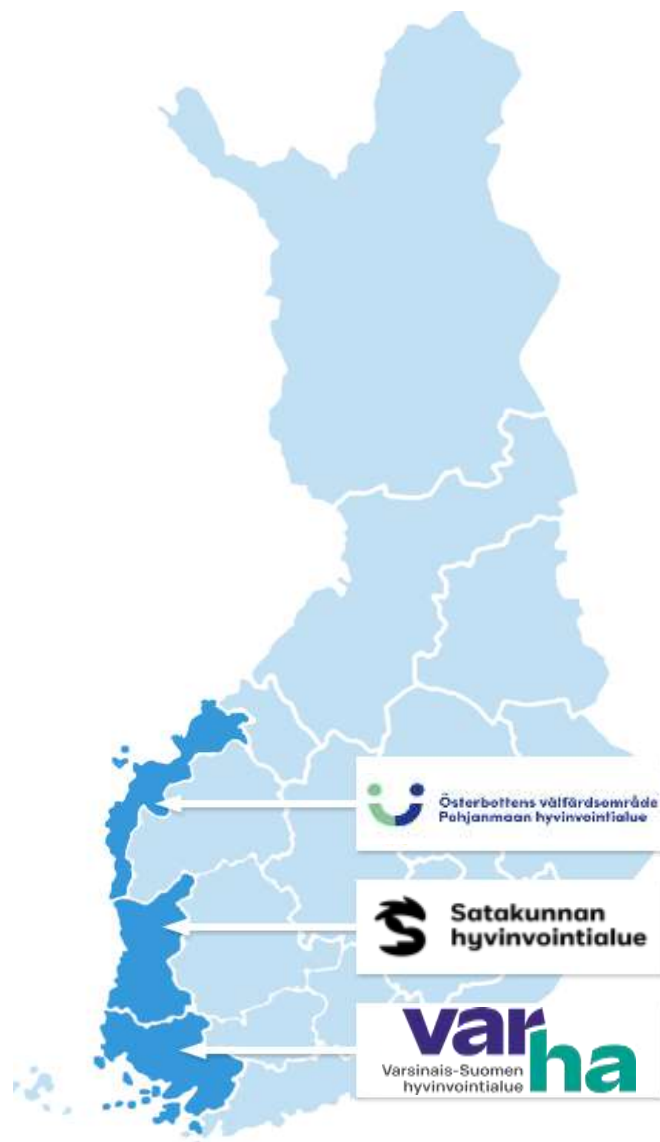 Österbottens välfärdsområde
Pohjanmaan hyvinvointialue
Satakunnan
hyvinvointialue
var
ha
Varsinais-Suomen
hyvinvointialue